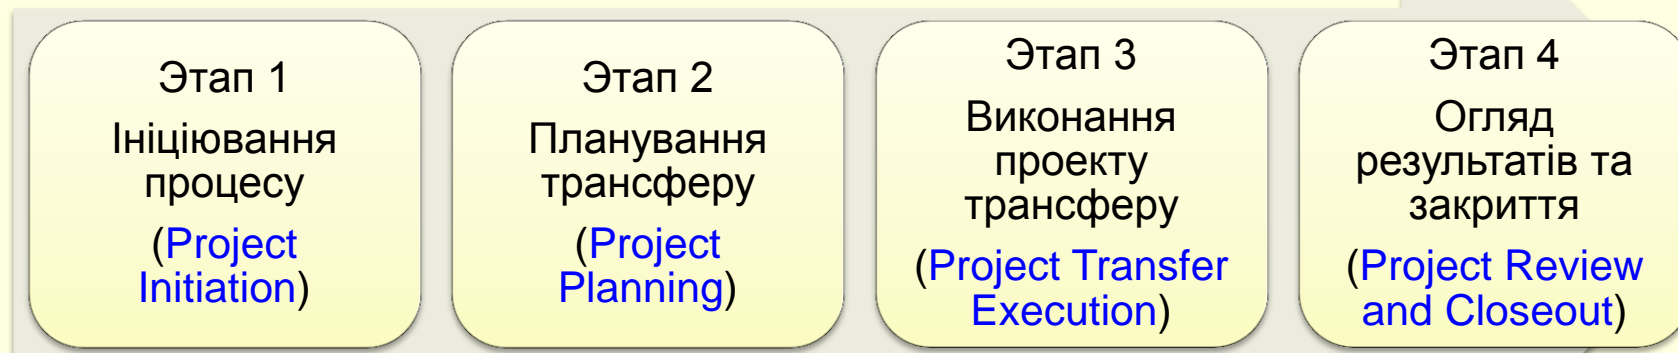 Этап 1
Ініціювання
процесу
(Project
Initiation)
Этап 2
Планування
трансферу
(Project
Planning)
Этап 3
Виконання
проекту
трансферу
(Project Transfer
Execution)
Этап 4
Огляд
результатів та
закриття
(Project Review
and Closeout)